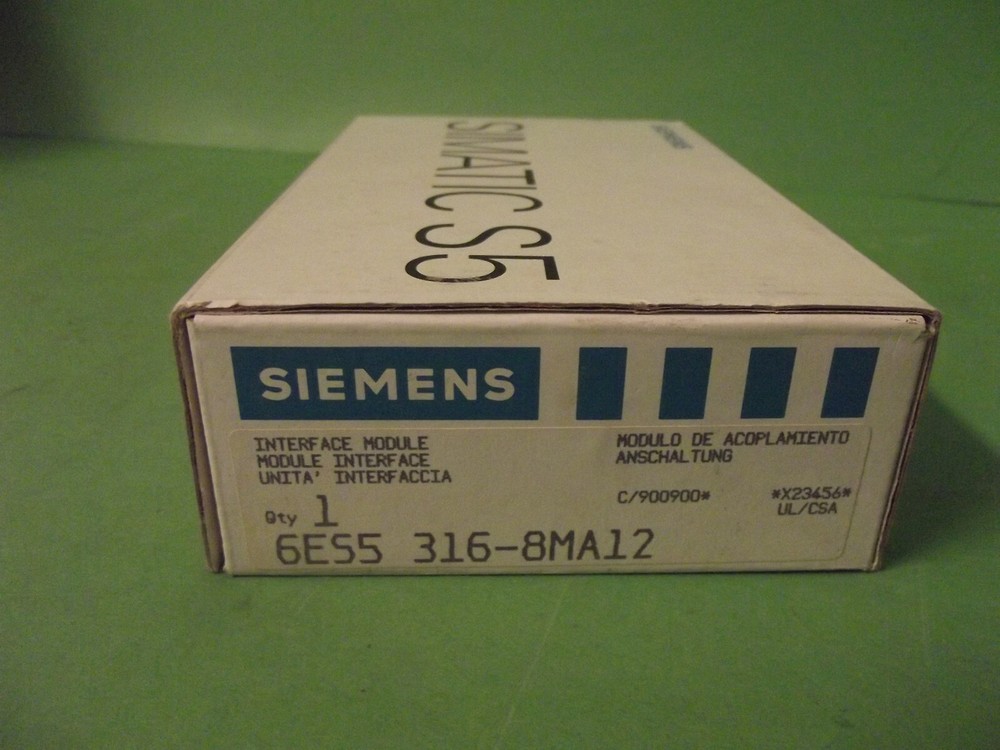 SIMATIC S5
SIEMENS
SIEMENS
INTERFACE MODULE
MODULE INTERFACE
UNITA' INTERFACCIA
MODULO DE ACOPLAMIENTO
ANSCHALTUNG
C/900900*
*X23456*
UL/CSA
Qty 1
6ES5 316-8MA12